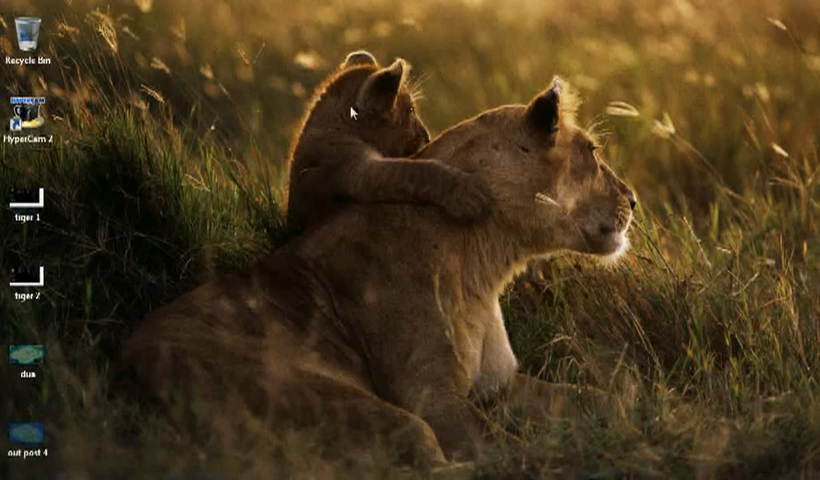 Recycle Bin
HyperCam 2
tiger 1
tiger 2
dua
out post 4